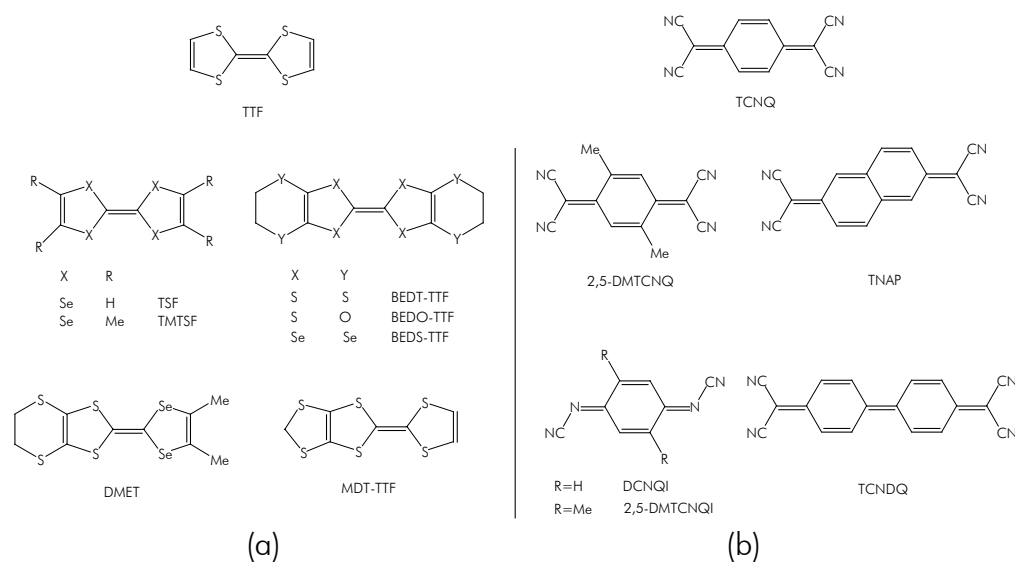 S S
S S
TTF
NC CN
NC CN
TCNQ
R X X R
R X X R
X R
Se H TSF
Se Me TMTSF
Y X X Y
Y X X Y
X Y
S S BEDT-TTF
S O BEDO-TTF
Se Se BEDS-TTF
Me
NC CN
NC CN
Me
2,5-DMTCNQ
NC CN
NC CN
TNAP
S S Se Me
S S Se Me
DMET
S S S
S S S
MDT-TTF
R CN
N N
NC R
R=H DCNQI
R=Me 2,5-DMTCNQI
NC CN
NC CN
TCNDQ
(a) (b)